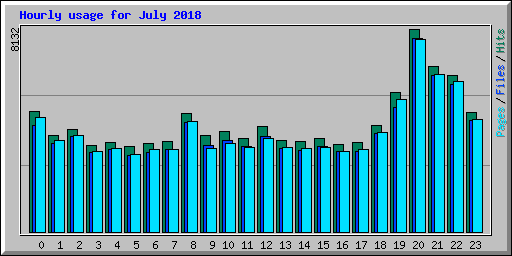 Hourly usage for July 2018
8132
Pages/Files/Hits
0 1 2 3 4 5 6 7 8 9 10 11 12 13 14 15 16 17 18 19 20 21 22 23